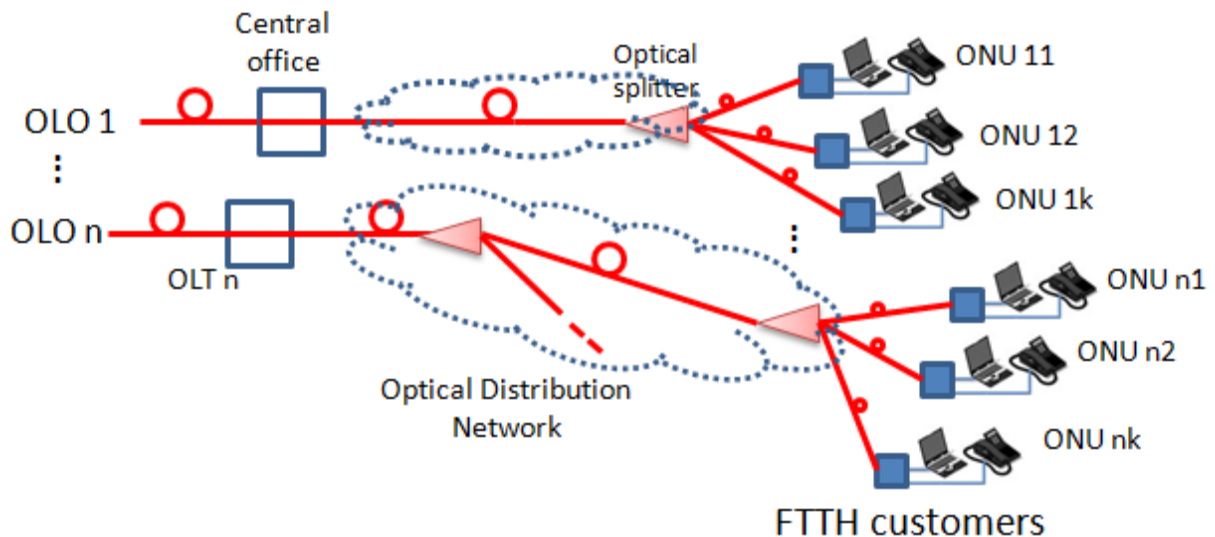 Central
office
Optical
splitter
ONU 11
OLO 1
ONU 12
⋮
ONU 1k
OLO n
⋮
OLT n
ONU n1
ONU n2
Optical Distribution
Network
ONU nk
FTTH customers